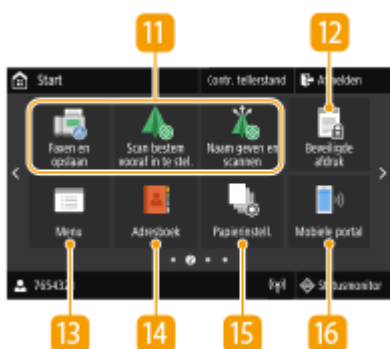 11
12
Start
Contr. tellerstand
Afmelden
Faxen en
opslaan
Scan bestem
vooraf in te stel.
Naam geven en
scannen
Beveiligde
afdruk
Menu
Adresboek
Papierinstell.
Mobiele portal
7654321
Statusmonitor
13
14
15
16